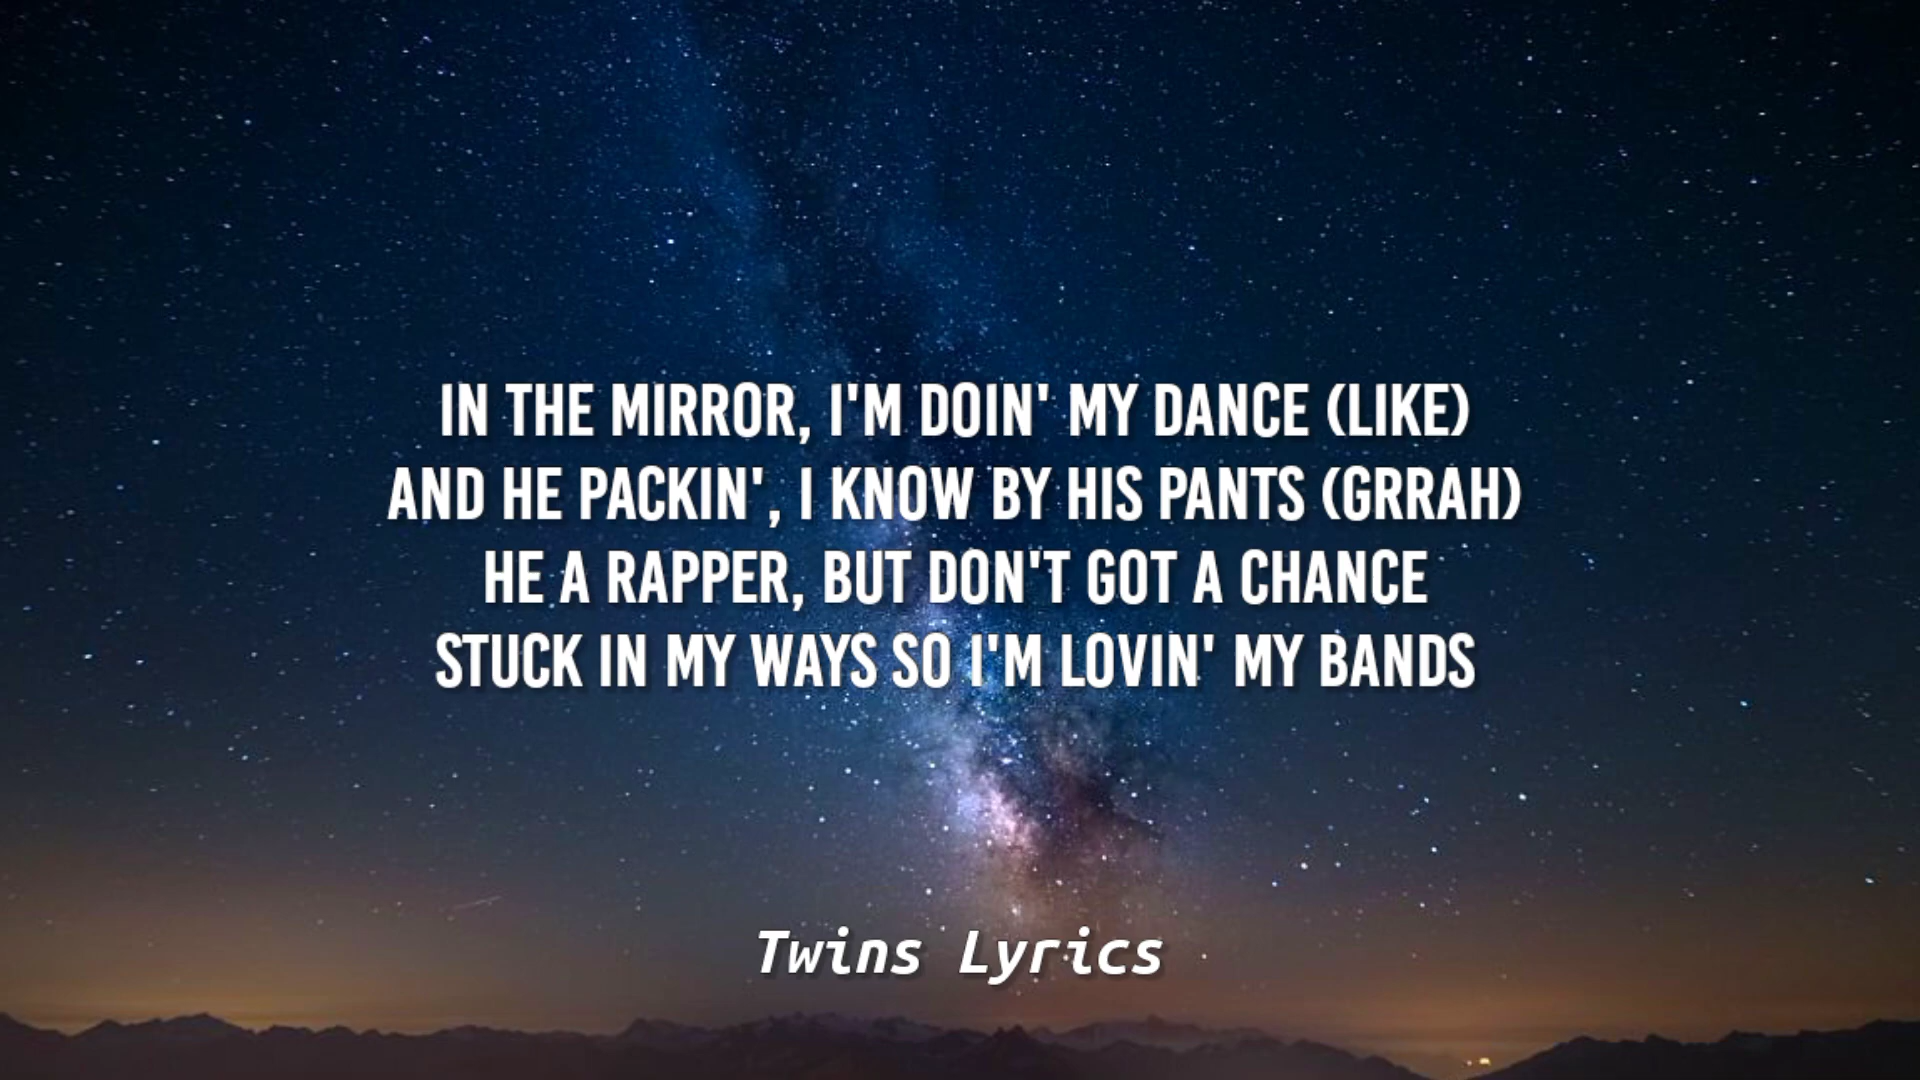 IN THE MIRROR, I'M DOIN' MY DANCE (LIKE)
AND HE PACKIN', I KNOW BY HIS PANTS (GRRAH)
HE A RAPPER, BUT DON'T GOT A CHANCE
STUCK IN MY WAYS SO I'M LOVIN' MY BANDS
Twins Lyrics